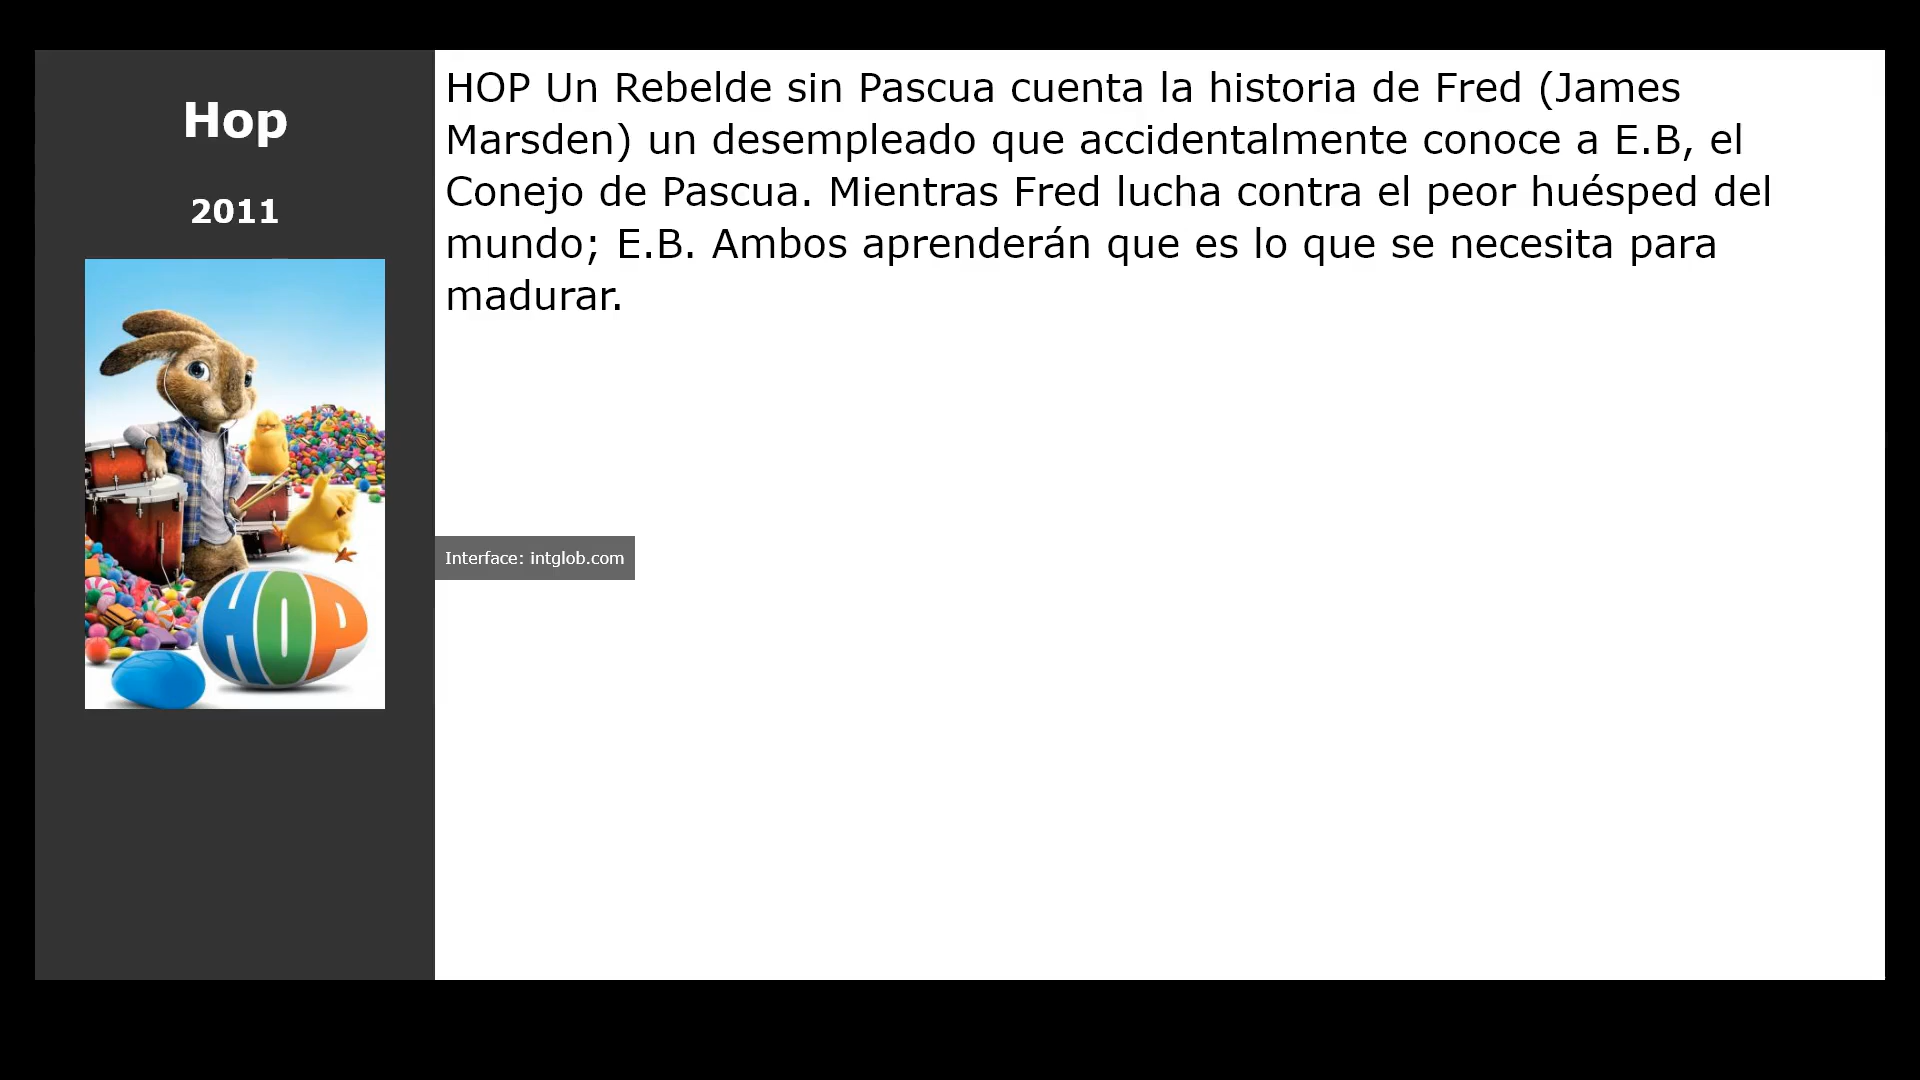 Hop
2011
HOP
HOP Un Rebelde sin Pascua cuenta la historia de Fred (James
Marsden) un desempleado que accidentalmente conoce a E.B, el
Conejo de Pascua. Mientras Fred lucha contra el peor huésped del
mundo; E.B. Ambos aprenderán que es lo que se necesita para
madurar.
Interface: intglob.com